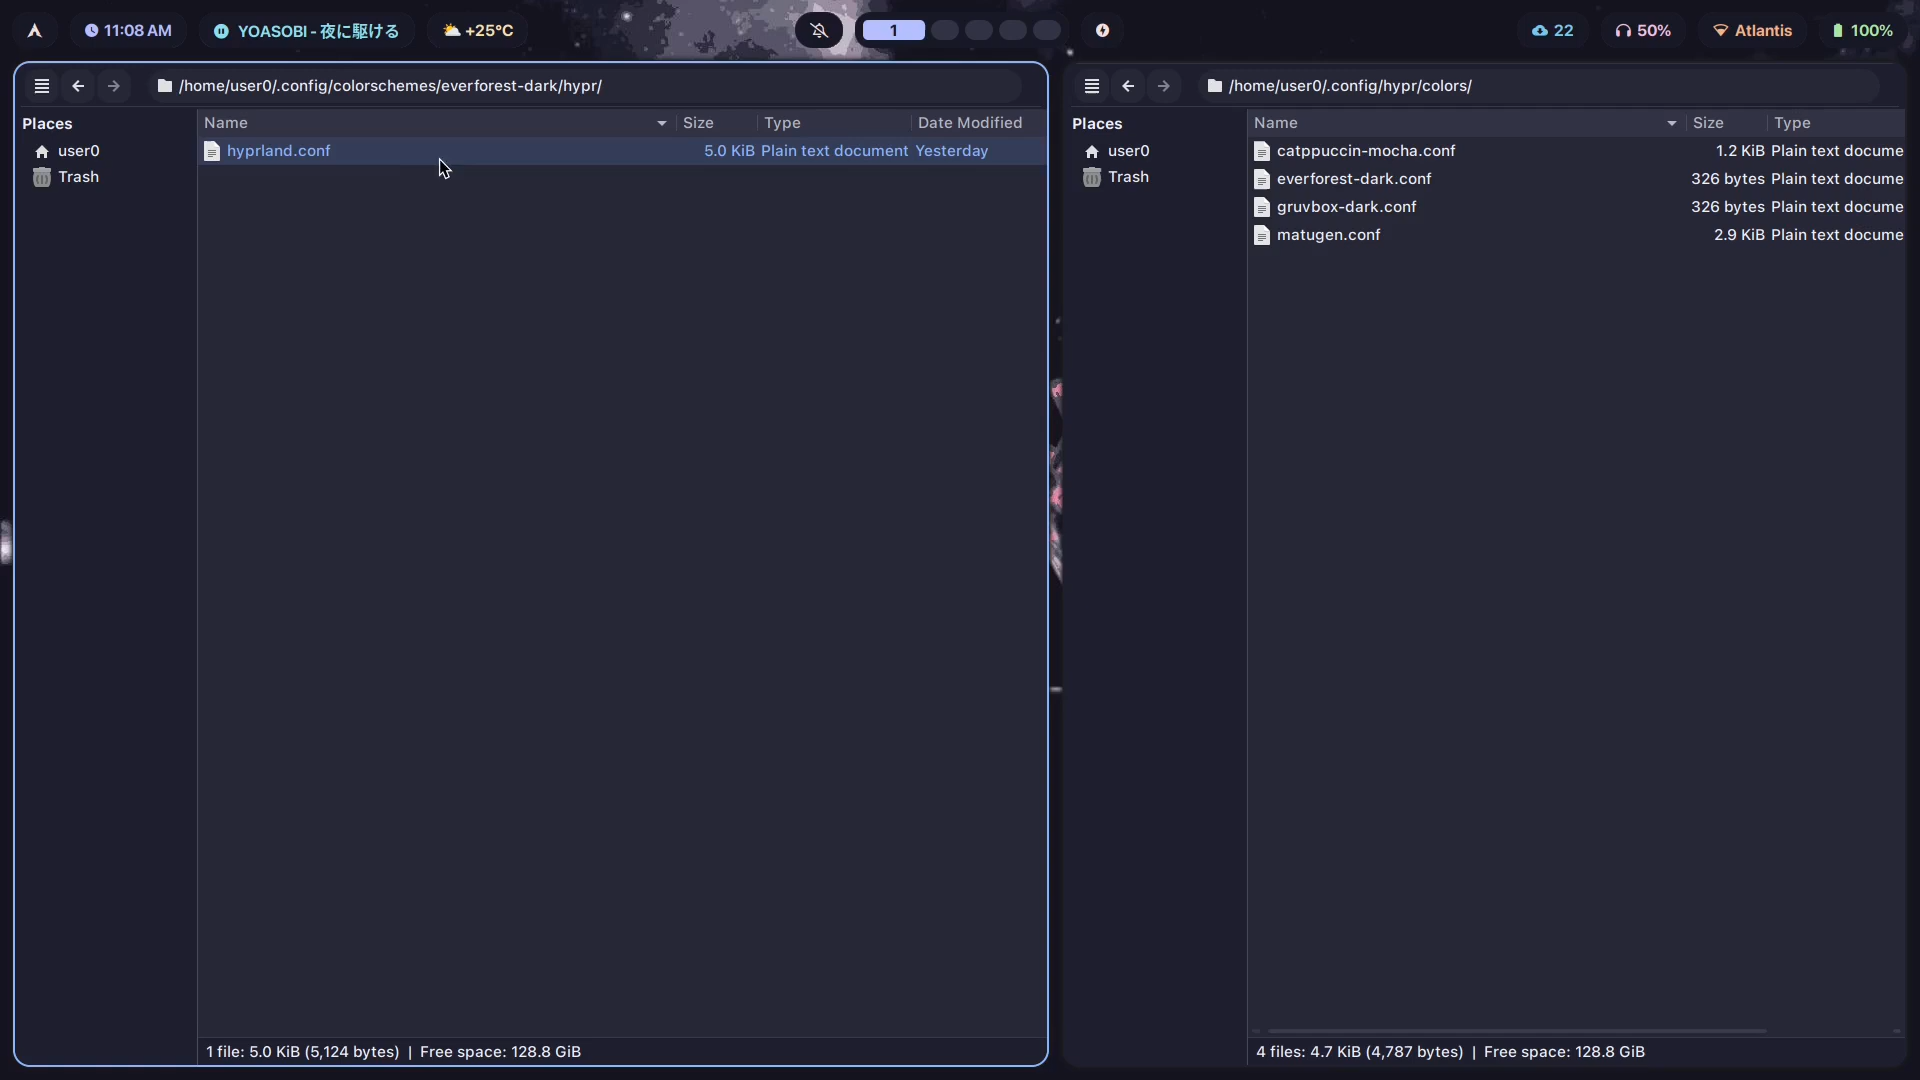 11:08 AM
YOASOBI - 夜に駆ける
+25°C
1
22
50%
Atlantis
100%
/home/user0/.config/colorschemes/everforest-dark/hypr/
Places
user0
Trash
Name Size Type Date Modified
hyprland.conf 5.0 KiB Plain text document Yesterday
1 file: 5.0 KiB (5,124 bytes) | Free space: 128.8 GiB
/home/user0/.config/hypr/colors/
Places
user0
Trash
Name Size Type
catppuccin-mocha.conf 1.2 KiB Plain text docume
everforest-dark.conf 326 bytes Plain text docume
gruvbox-dark.conf 326 bytes Plain text docume
matugen.conf 2.9 KiB Plain text docume
4 files: 4.7 KiB (4,787 bytes) | Free space: 128.8 GiB